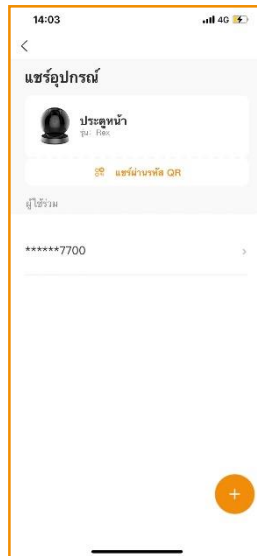 14:03
4G
แชร์อุปกรณ์
ประตูหน้า
รุ่น: Rex
แชร์ผ่านรหัส QR
ผู้ใช้ร่วม
******7700